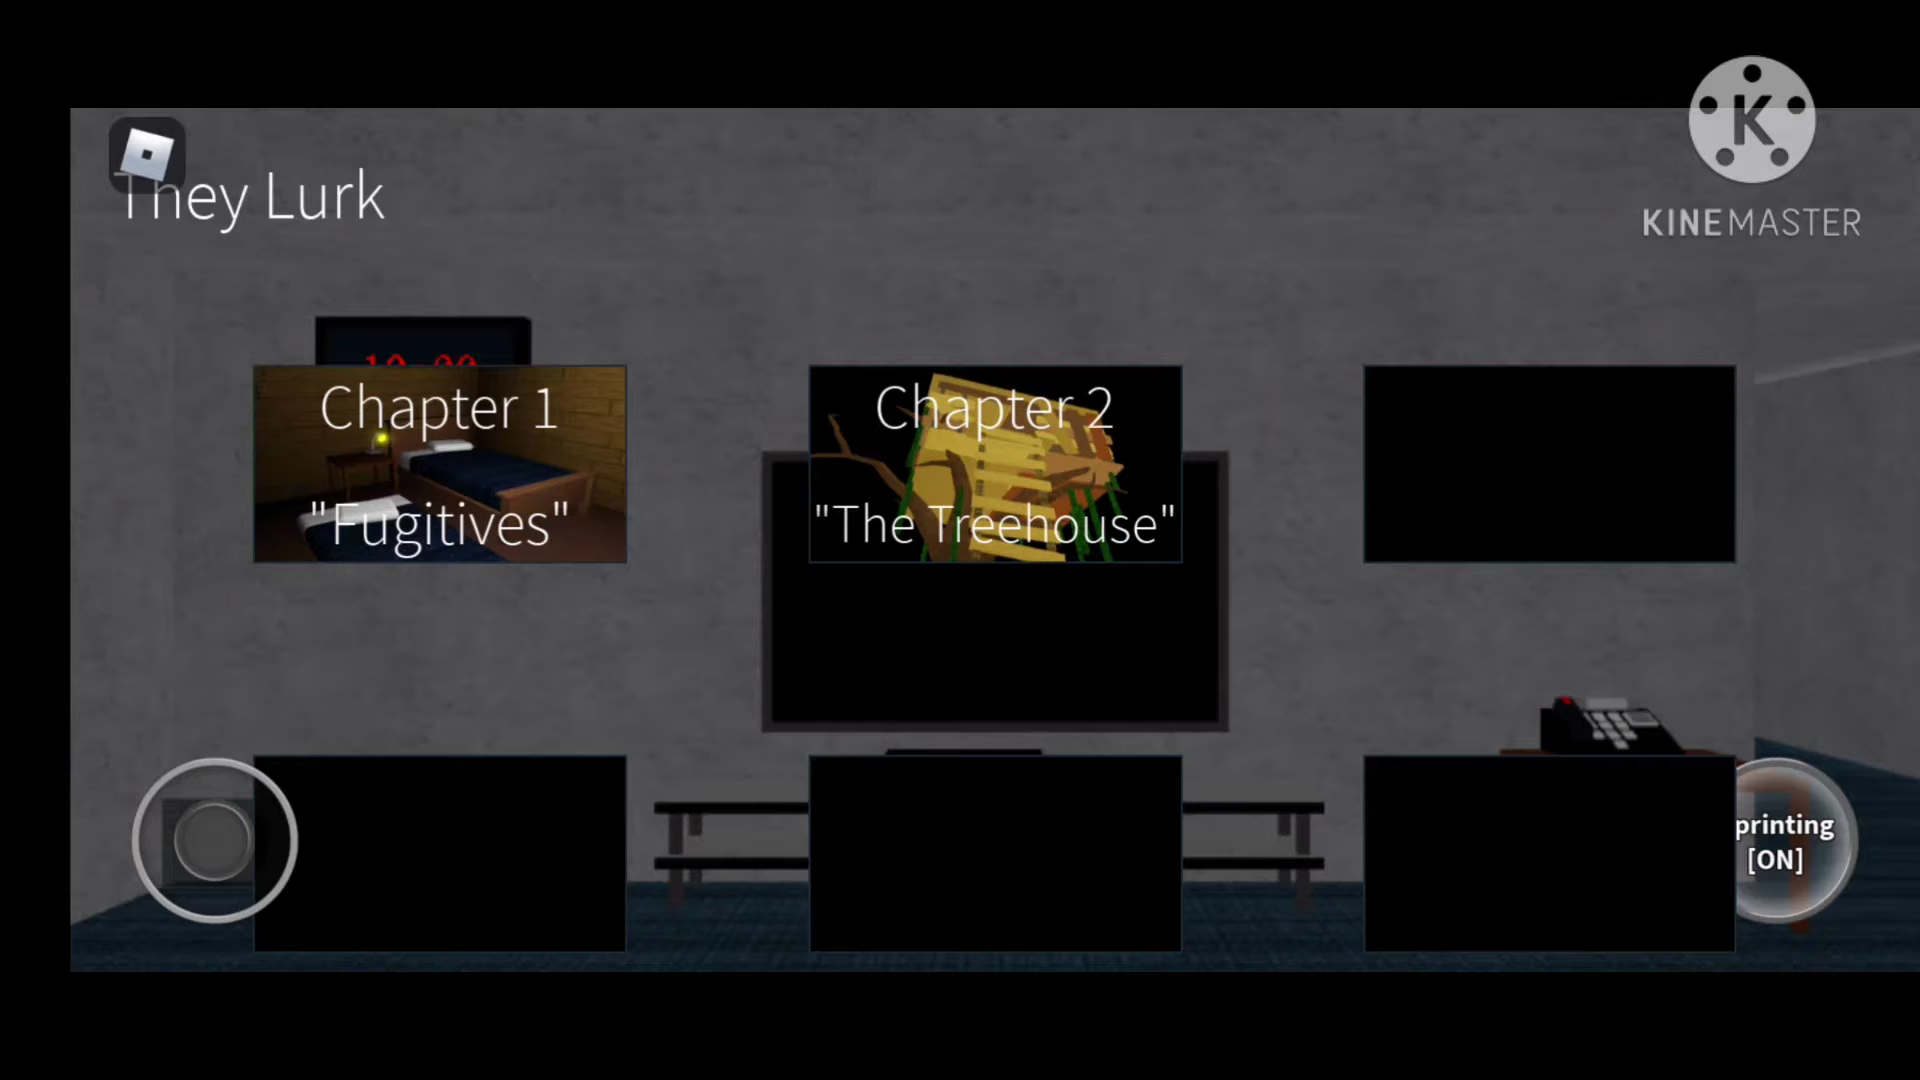 K
KINEMASTER
They Lurk
Chapter 1
"Fugitives"
Chapter 2
"The Treehouse"
printing
[ON]